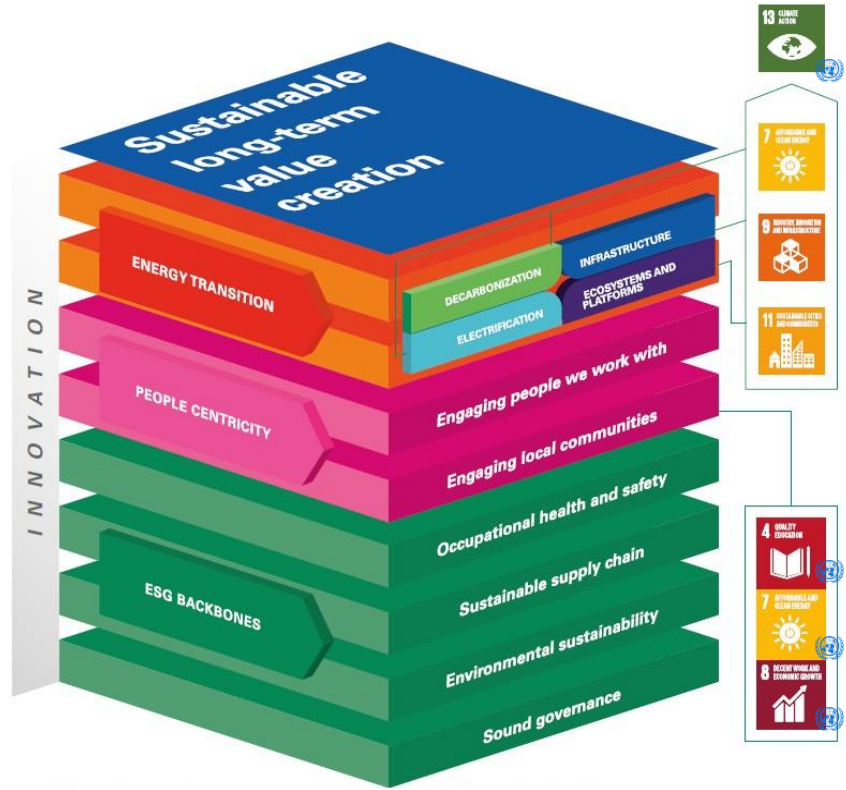 Sustainable
long-term
value
creation
INNOVATION
ENERGY TRANSITION
DECARBONIZATION
INFRASTRUCTURE
ELECTRIFICATION
ECOSYSTEMS AND
PLATFORMS
PEOPLE CENTRICITY
Engaging people we work with
Engaging local communities
ESG BACKBONES
Occupational health and safety
Sustainable supply chain
Environmental sustainability
Sound governance
13 CLIMATE
ACTION
7 AFFORDABLE AND
CLEAN ENERGY
9 INDUSTRY, INNOVATION
AND INFRASTRUCTURE
11 SUSTAINABLE CITIES
AND COMMUNITIES
4 QUALITY
EDUCATION
7 AFFORDABLE AND
CLEAN ENERGY
8 DECENT WORK AND
ECONOMIC GROWTH